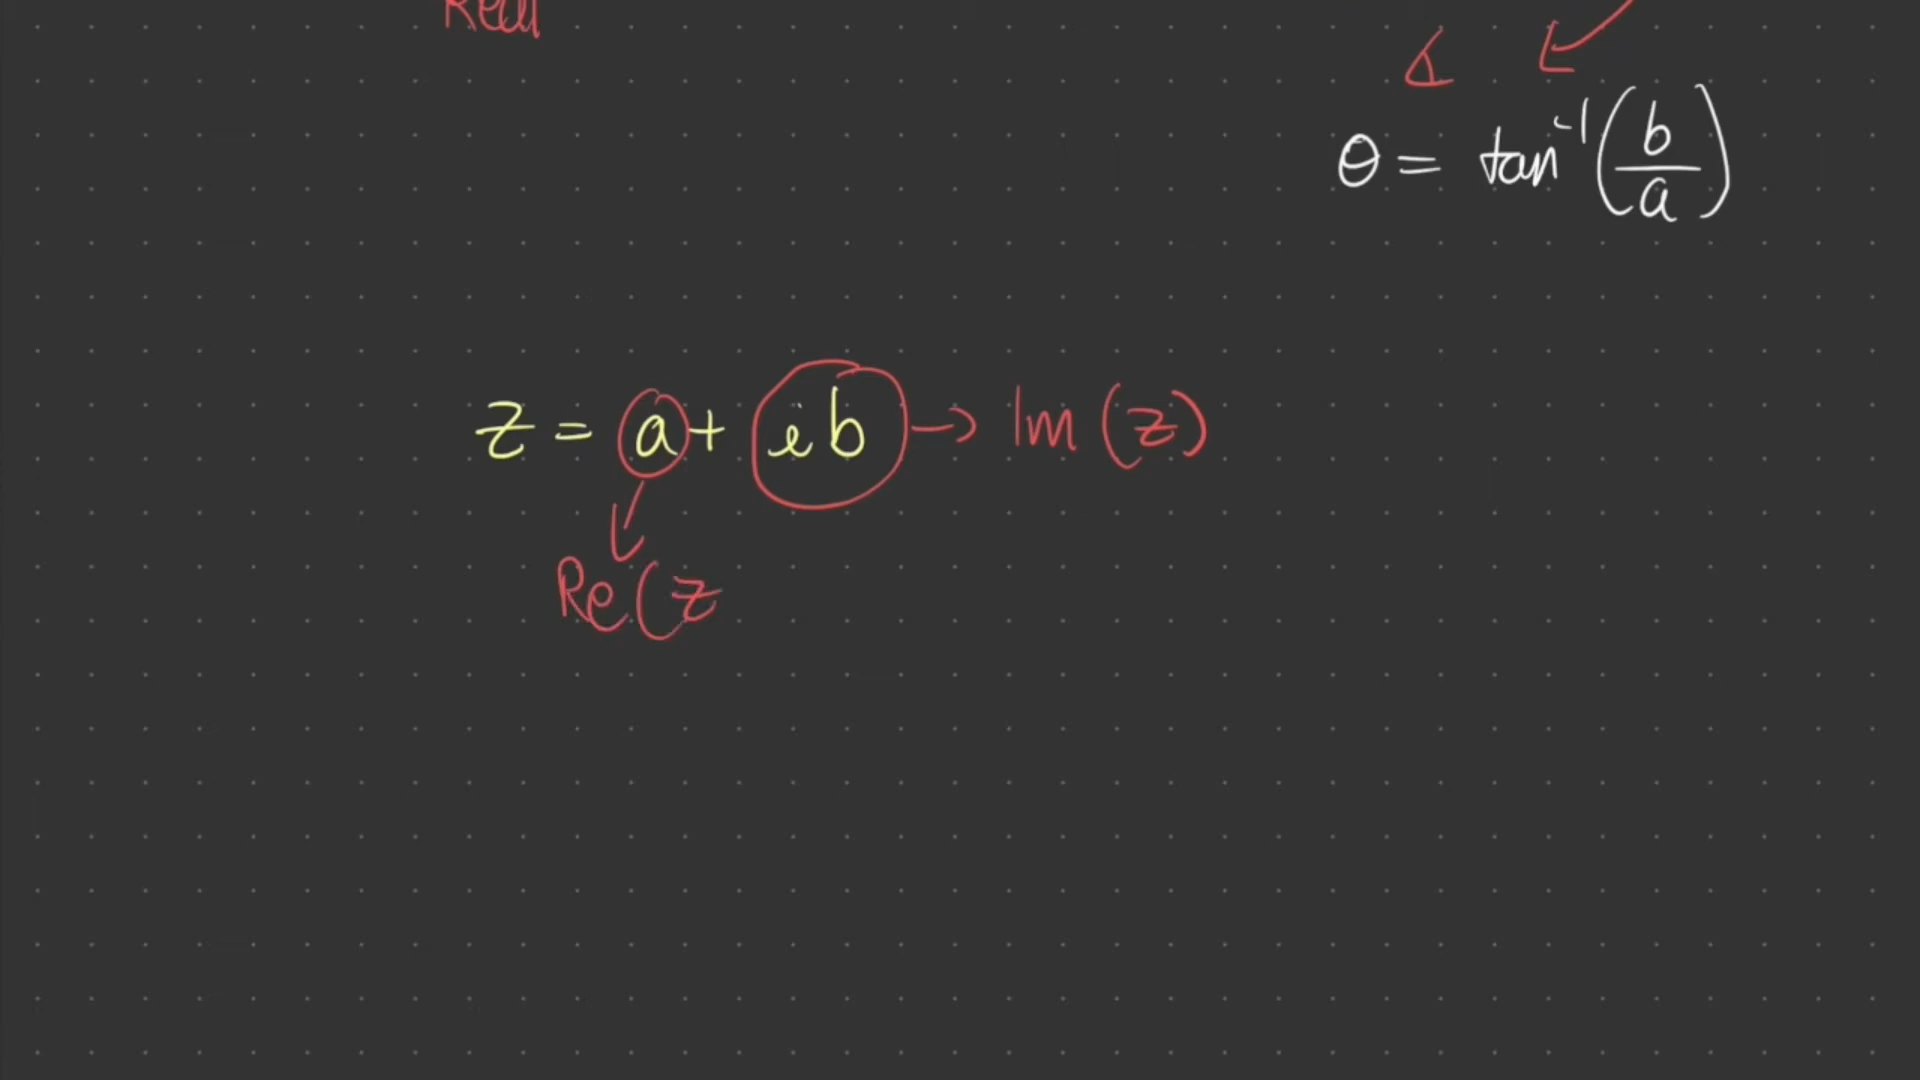 Real
θ = tan⁻¹(b/a)
z = a + ib → Im(z)
Re(z